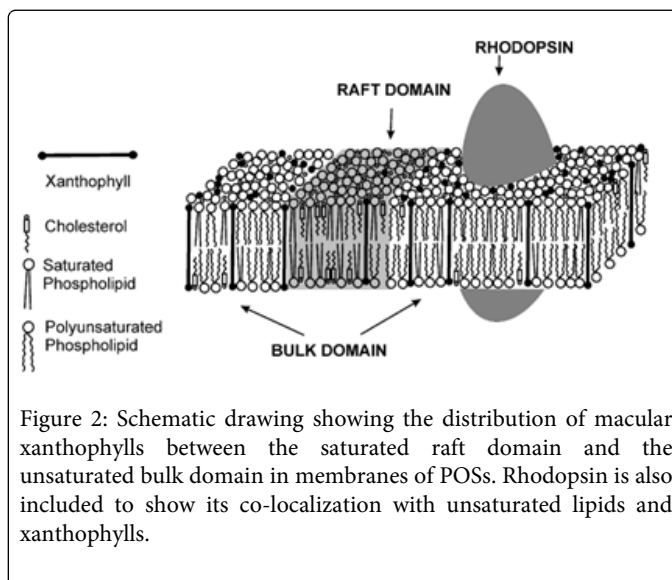 RHODOPSIN
RAFT DOMAIN
Xanthophyll
Cholesterol
Saturated
Phospholipid
Polyunsaturated
Phospholipid
BULK DOMAIN
Figure 2: Schematic drawing showing the distribution of macular
xanthophylls between the saturated raft domain and the
unsaturated bulk domain in membranes of POSs. Rhodopsin is also
included to show its co-localization with unsaturated lipids and
xanthophylls.